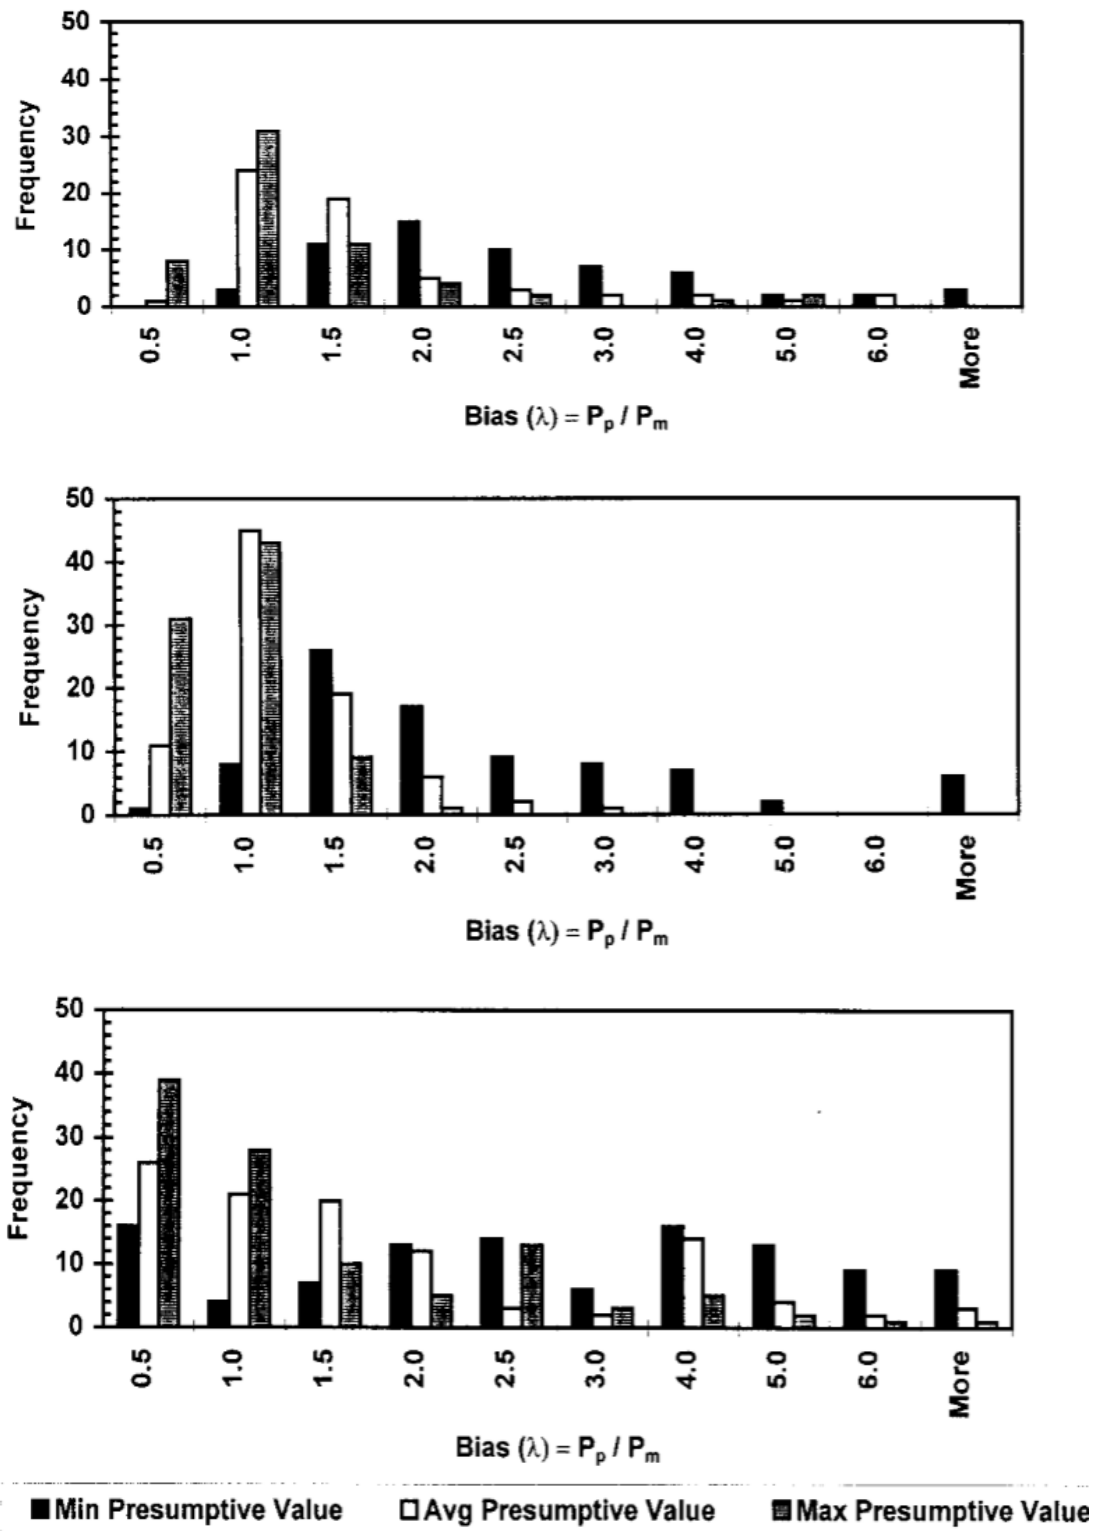 50
40
30
20
10
0
Frequency
0.5 1.0 1.5 2.0 2.5 3.0 4.0 5.0 6.0 More
Bias (λ) = Pp / Pm
50
40
30
20
10
0
Frequency
0.5 1.0 1.5 2.0 2.5 3.0 4.0 5.0 6.0 More
Bias (λ) = Pp / Pm
50
40
30
20
10
0
Frequency
0.5 1.0 1.5 2.0 2.5 3.0 4.0 5.0 6.0 More
Bias (λ) = Pp / Pm
Min Presumptive Value Avg Presumptive Value Max Presumptive Value